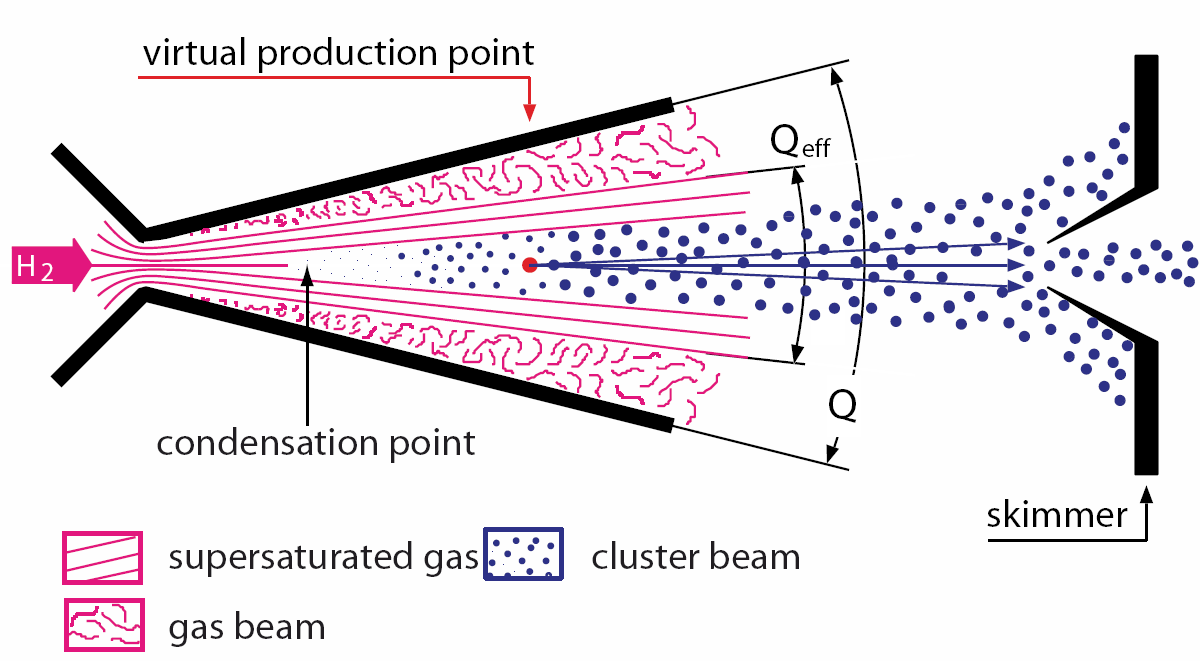 virtual production point
Qeff
H2
Q
condensation point
skimmer
supersaturated gas
cluster beam
gas beam